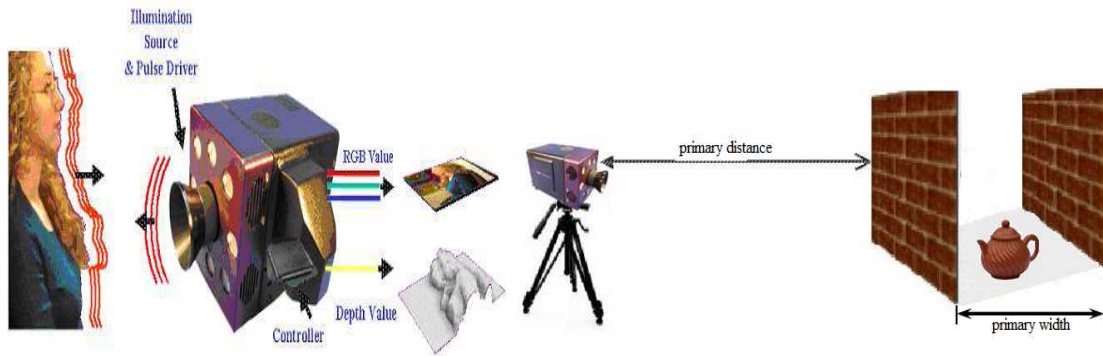 Illumination
Source
& Pulse Driver
RGB Value
Depth Value
Controller
primary distance
primary width